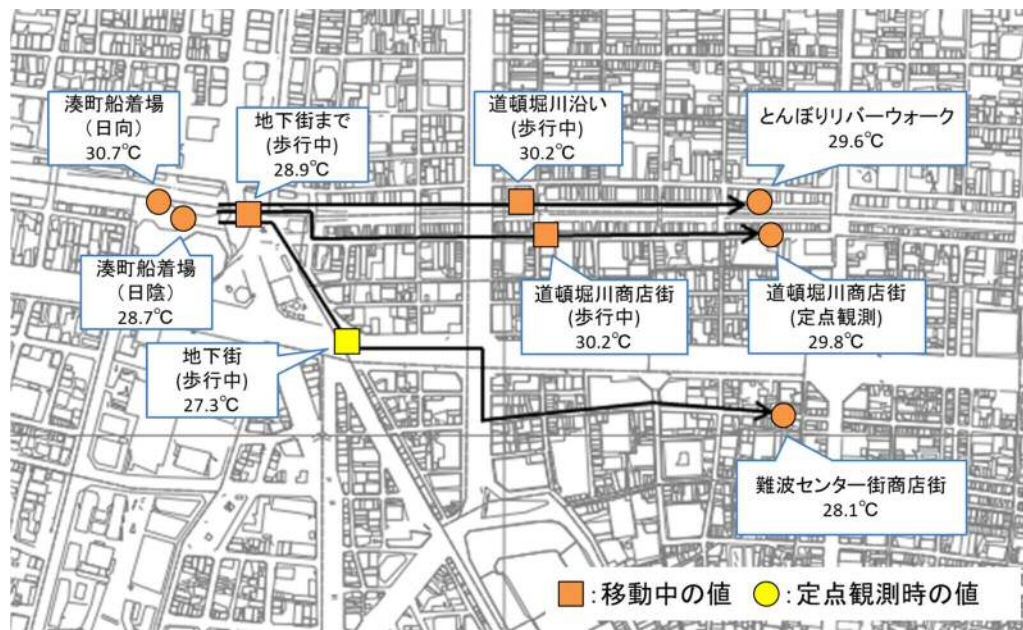 湊町船着場
（日向）
30.7℃
地下街まで
(歩行中)
28.9℃
道頓堀川沿い
(歩行中)
30.2℃
とんぼりリバーウォーク
29.6℃
湊町船着場
（日陰）
28.7℃
地下街
(歩行中)
27.3℃
道頓堀川商店街
(歩行中)
30.2℃
道頓堀川商店街
(定点観測)
29.8℃
難波センター街商店街
28.1℃
:移動中の値
:定点観測時の値